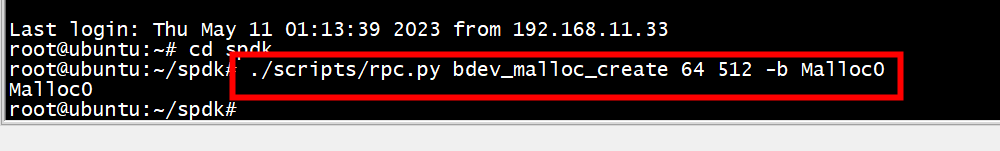 Last login: Thu May 11 01:13:39 2023 from 192.168.11.33
root@ubuntu:~# cd spdk
root@ubuntu:~/spdk# ./scripts/rpc.py bdev_malloc_create 64 512 -b Malloc0
Malloc0
root@ubuntu:~/spdk#